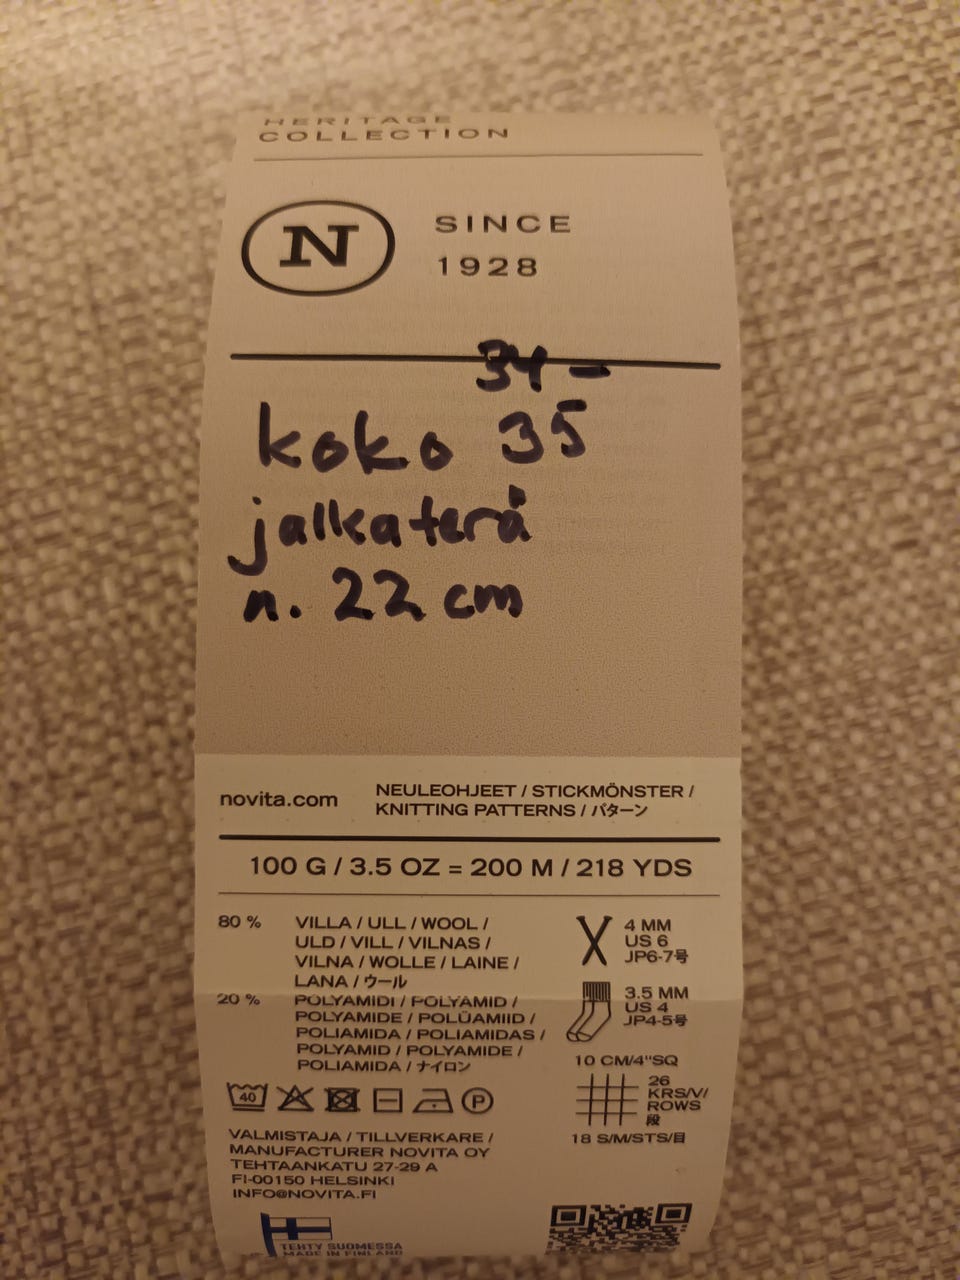 HERITAGE
COLLECTION
N
SINCE
1928
34-
koko 35
jalkaterä
n. 22 cm
novita.com
NEULEOHJEET / STICKMÖNSTER /
KNITTING PATTERNS / パターン
100 G / 3.5 OZ = 200 M / 218 YDS
80 %
VILLA / ULL / WOOL /
ULD / VILL / VILNAS /
VILNA / WOLLE / LAINE /
LANA / ウール
20 %
POLYAMIDI / POLYAMID /
POLYAMIDE / POLÜAMIID /
POLIAMIDA / POLIAMIDAS /
POLYAMID / POLYAMIDE /
POLIAMIDA / ナイロン
4 MM
US 6
JP6-7号
3.5 MM
US 4
JP4-5号
10 CM/4"SQ
26
KRS/V/
ROWS
段
18 S/M/STS/目
40
P
VALMISTAJA / TILLVERKARE /
MANUFACTURER NOVITA OY
TEHTAANKATU 27-29 A
FI-00150 HELSINKI
INFO@NOVITA.FI
TEHTY SUOMESSA
MADE IN FINLAND